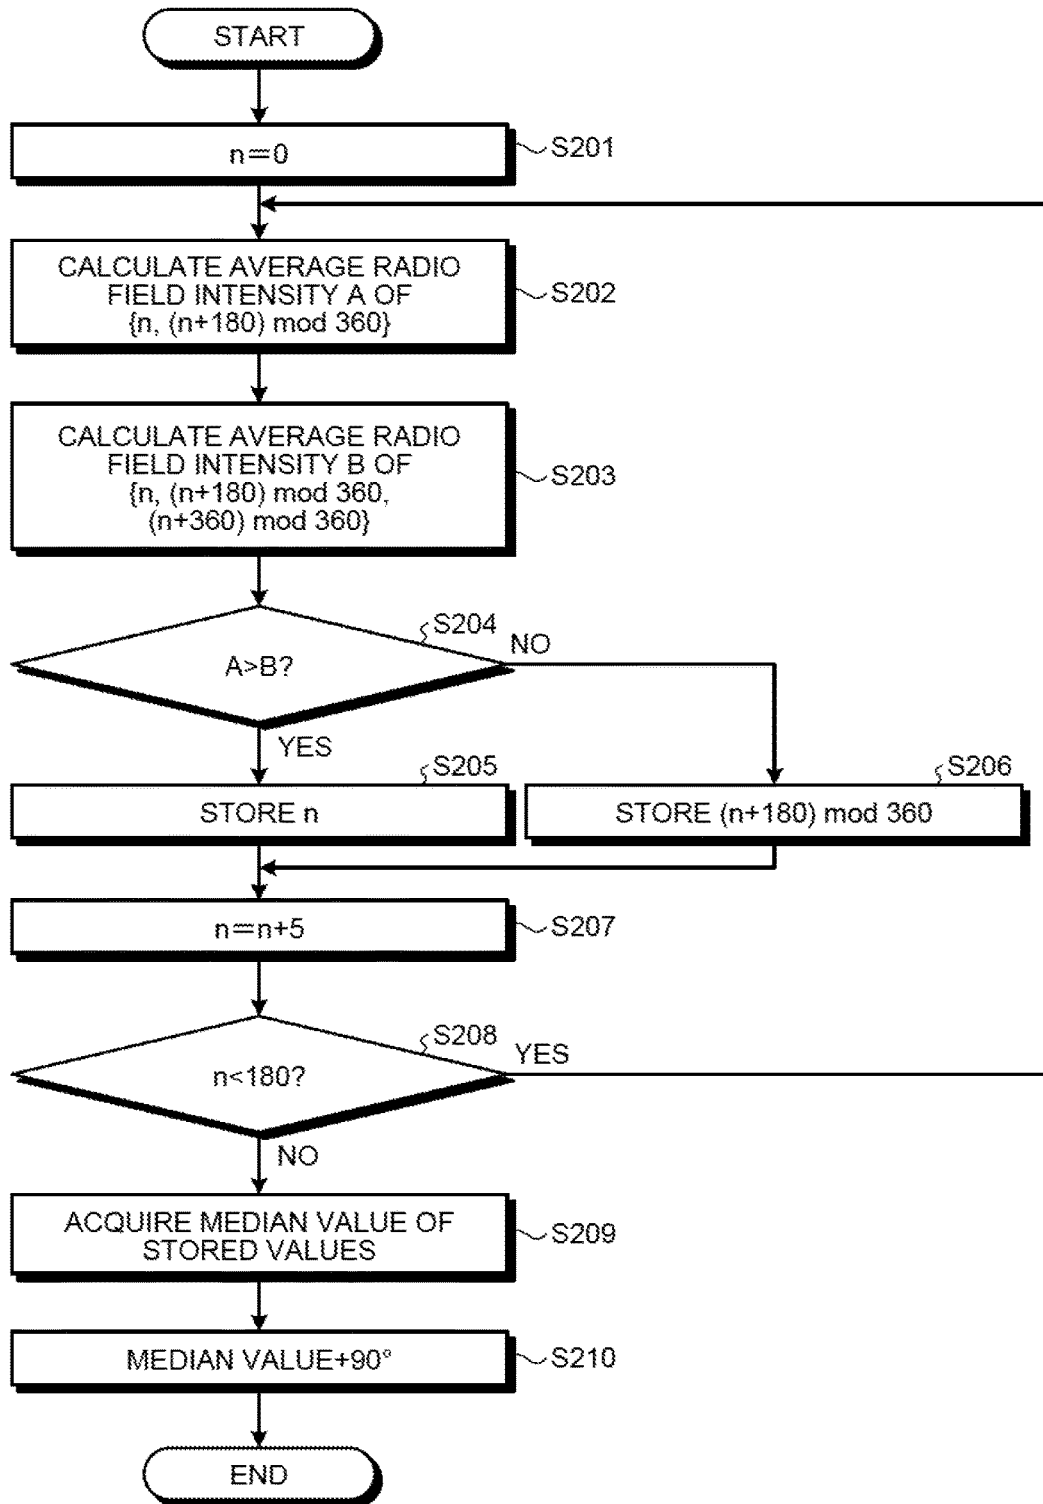 START
n=0
S201
CALCULATE AVERAGE RADIO
FIELD INTENSITY A OF
{n, (n+180) mod 360}
S202
CALCULATE AVERAGE RADIO
FIELD INTENSITY B OF
{n, (n+180) mod 360,
(n+360) mod 360}
S203
S204
A>B?
NO
YES
S205
STORE n
S206
STORE (n+180) mod 360
n=n+5
S207
S208
n<180?
YES
NO
ACQUIRE MEDIAN VALUE OF
STORED VALUES
S209
MEDIAN VALUE+90°
S210
END